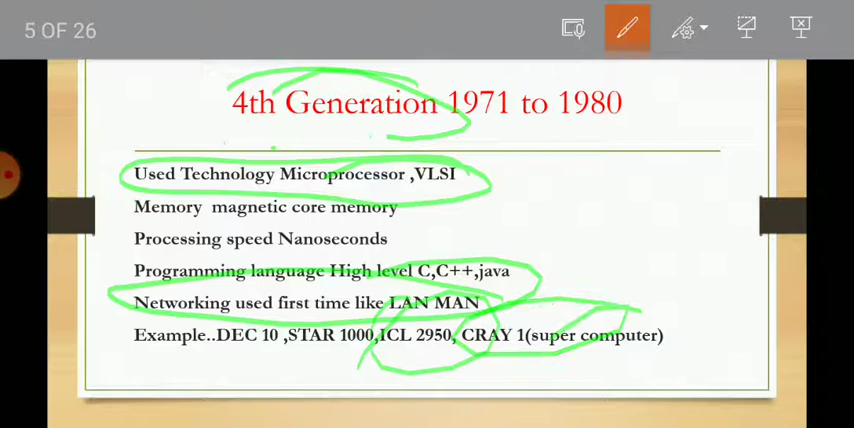 5 OF 26
4th Generation 1971 to 1980
Used Technology Microprocessor ,VLSI
Memory magnetic core memory
Processing speed Nanoseconds
Programming language High level C,C++,java
Networking used first time like LAN MAN
Example..DEC 10 ,STAR 1000,ICL 2950, CRAY 1(super computer)